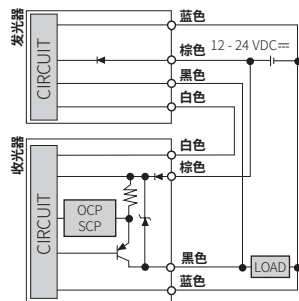 发光器
CIRCUIT
蓝色
棕色
12 - 24 VDC⎓
黑色
白色
收光器
CIRCUIT
白色
棕色
OCP
SCP
黑色
LOAD
蓝色